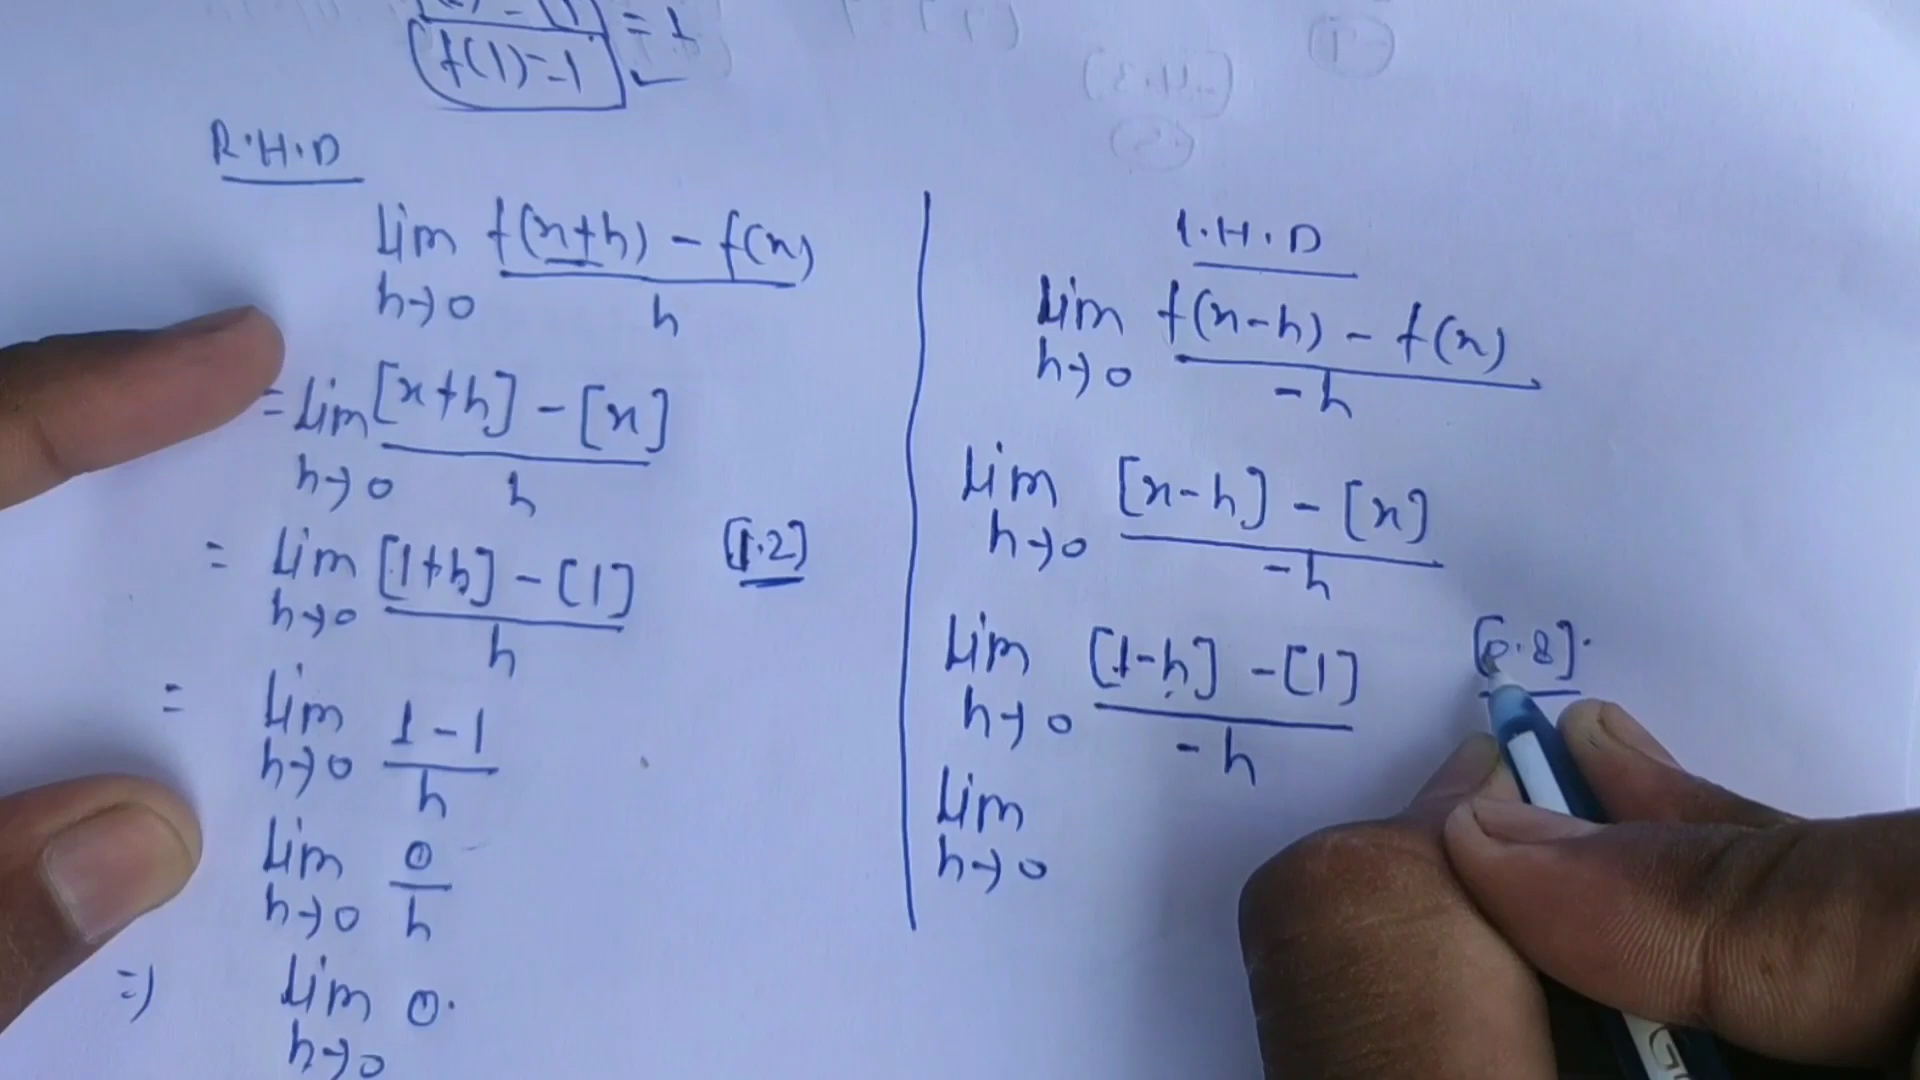 f(1)=1 = 1
R.H.D
lim f(x+h) - f(x)
h→0 h
= lim [x+h] - [x]
h→0 h
= lim [1+h] - [1] [1.2]
h→0 h
= lim 1-1
h→0 h
lim 0
h→0 h
=) lim 0.
h→0
L.H.D
lim f(x-h) - f(x)
h→0 -h
lim [x-h] - [x]
h→0 -h
lim [1-h] - [1] [0.8].
h→0 -h
lim
h→0